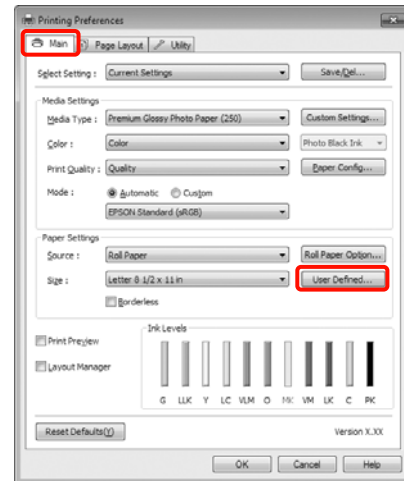 Printing Preferences
Main Page Layout Utility
Select Setting : Current Settings Save/Del...
Media Settings
Media Type : Premium Glossy Photo Paper (250) Custom Settings...
Color : Color Photo Black Ink
Print Quality : Quality Paper Config...
Mode : Automatic Custom
EPSON Standard (sRGB)
Paper Settings
Source : Roll Paper Roll Paper Option...
Size : Letter 8 1/2 x 11 in User Defined...
Borderless
Ink Levels
Print Preview
Layout Manager
G LLK Y LC VLM O MK VM LK C PK
Reset Defaults(Y) Version X.XX
OK Cancel Help